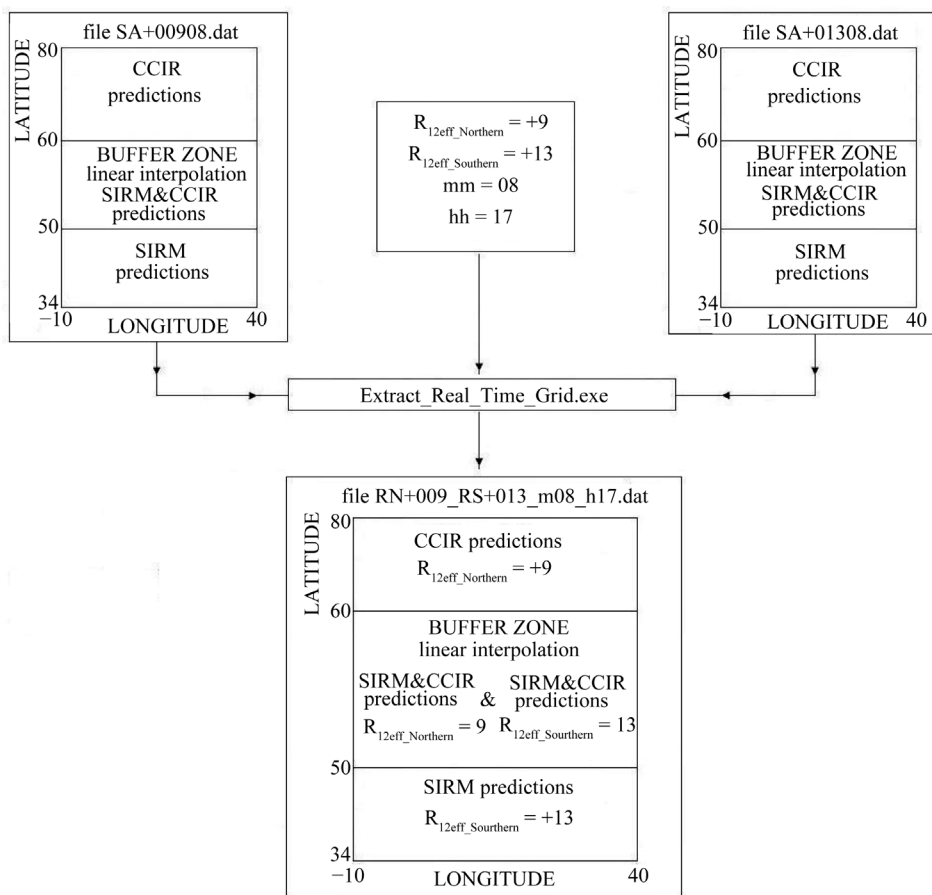 file SA+00908.dat
LATITUDE
80
CCIR
predictions
60
BUFFER ZONE
linear interpolation
SIRM&CCIR
predictions
50
SIRM
predictions
34
−10
LONGITUDE
40
R12eff_Northern = +9
R12eff_Southern = +13
mm = 08
hh = 17
file SA+01308.dat
LATITUDE
80
CCIR
predictions
60
BUFFER ZONE
linear interpolation
SIRM&CCIR
predictions
50
SIRM
predictions
34
−10
LONGITUDE
40
Extract_Real_Time_Grid.exe
file RN+009_RS+013_m08_h17.dat
LATITUDE
80
CCIR predictions
R12eff_Northern = +9
60
BUFFER ZONE
linear interpolation
SIRM&CCIR
predictions
R12eff_Northern = 9
&
SIRM&CCIR
predictions
R12eff_Sourthern = 13
50
SIRM predictions
R12eff_Sourthern = +13
34
−10
LONGITUDE
40